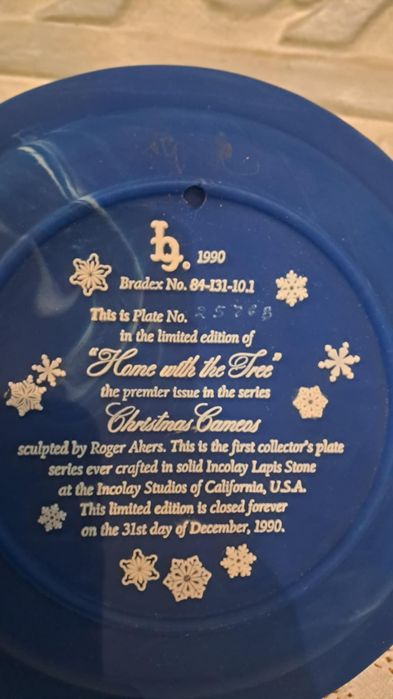 1990
Bradex No. 84-I31-10.1
This is Plate No.
in the limited edition of
"Home with the Tree"
the premier issue in the series
Christmas Cameos
sculpted by Roger Akers. This is the first collector's plate
series ever crafted in solid Incolay Lapis Stone
at the Incolay Studios of California, U.S.A.
This limited edition is closed forever
on the 31st day of December, 1990.